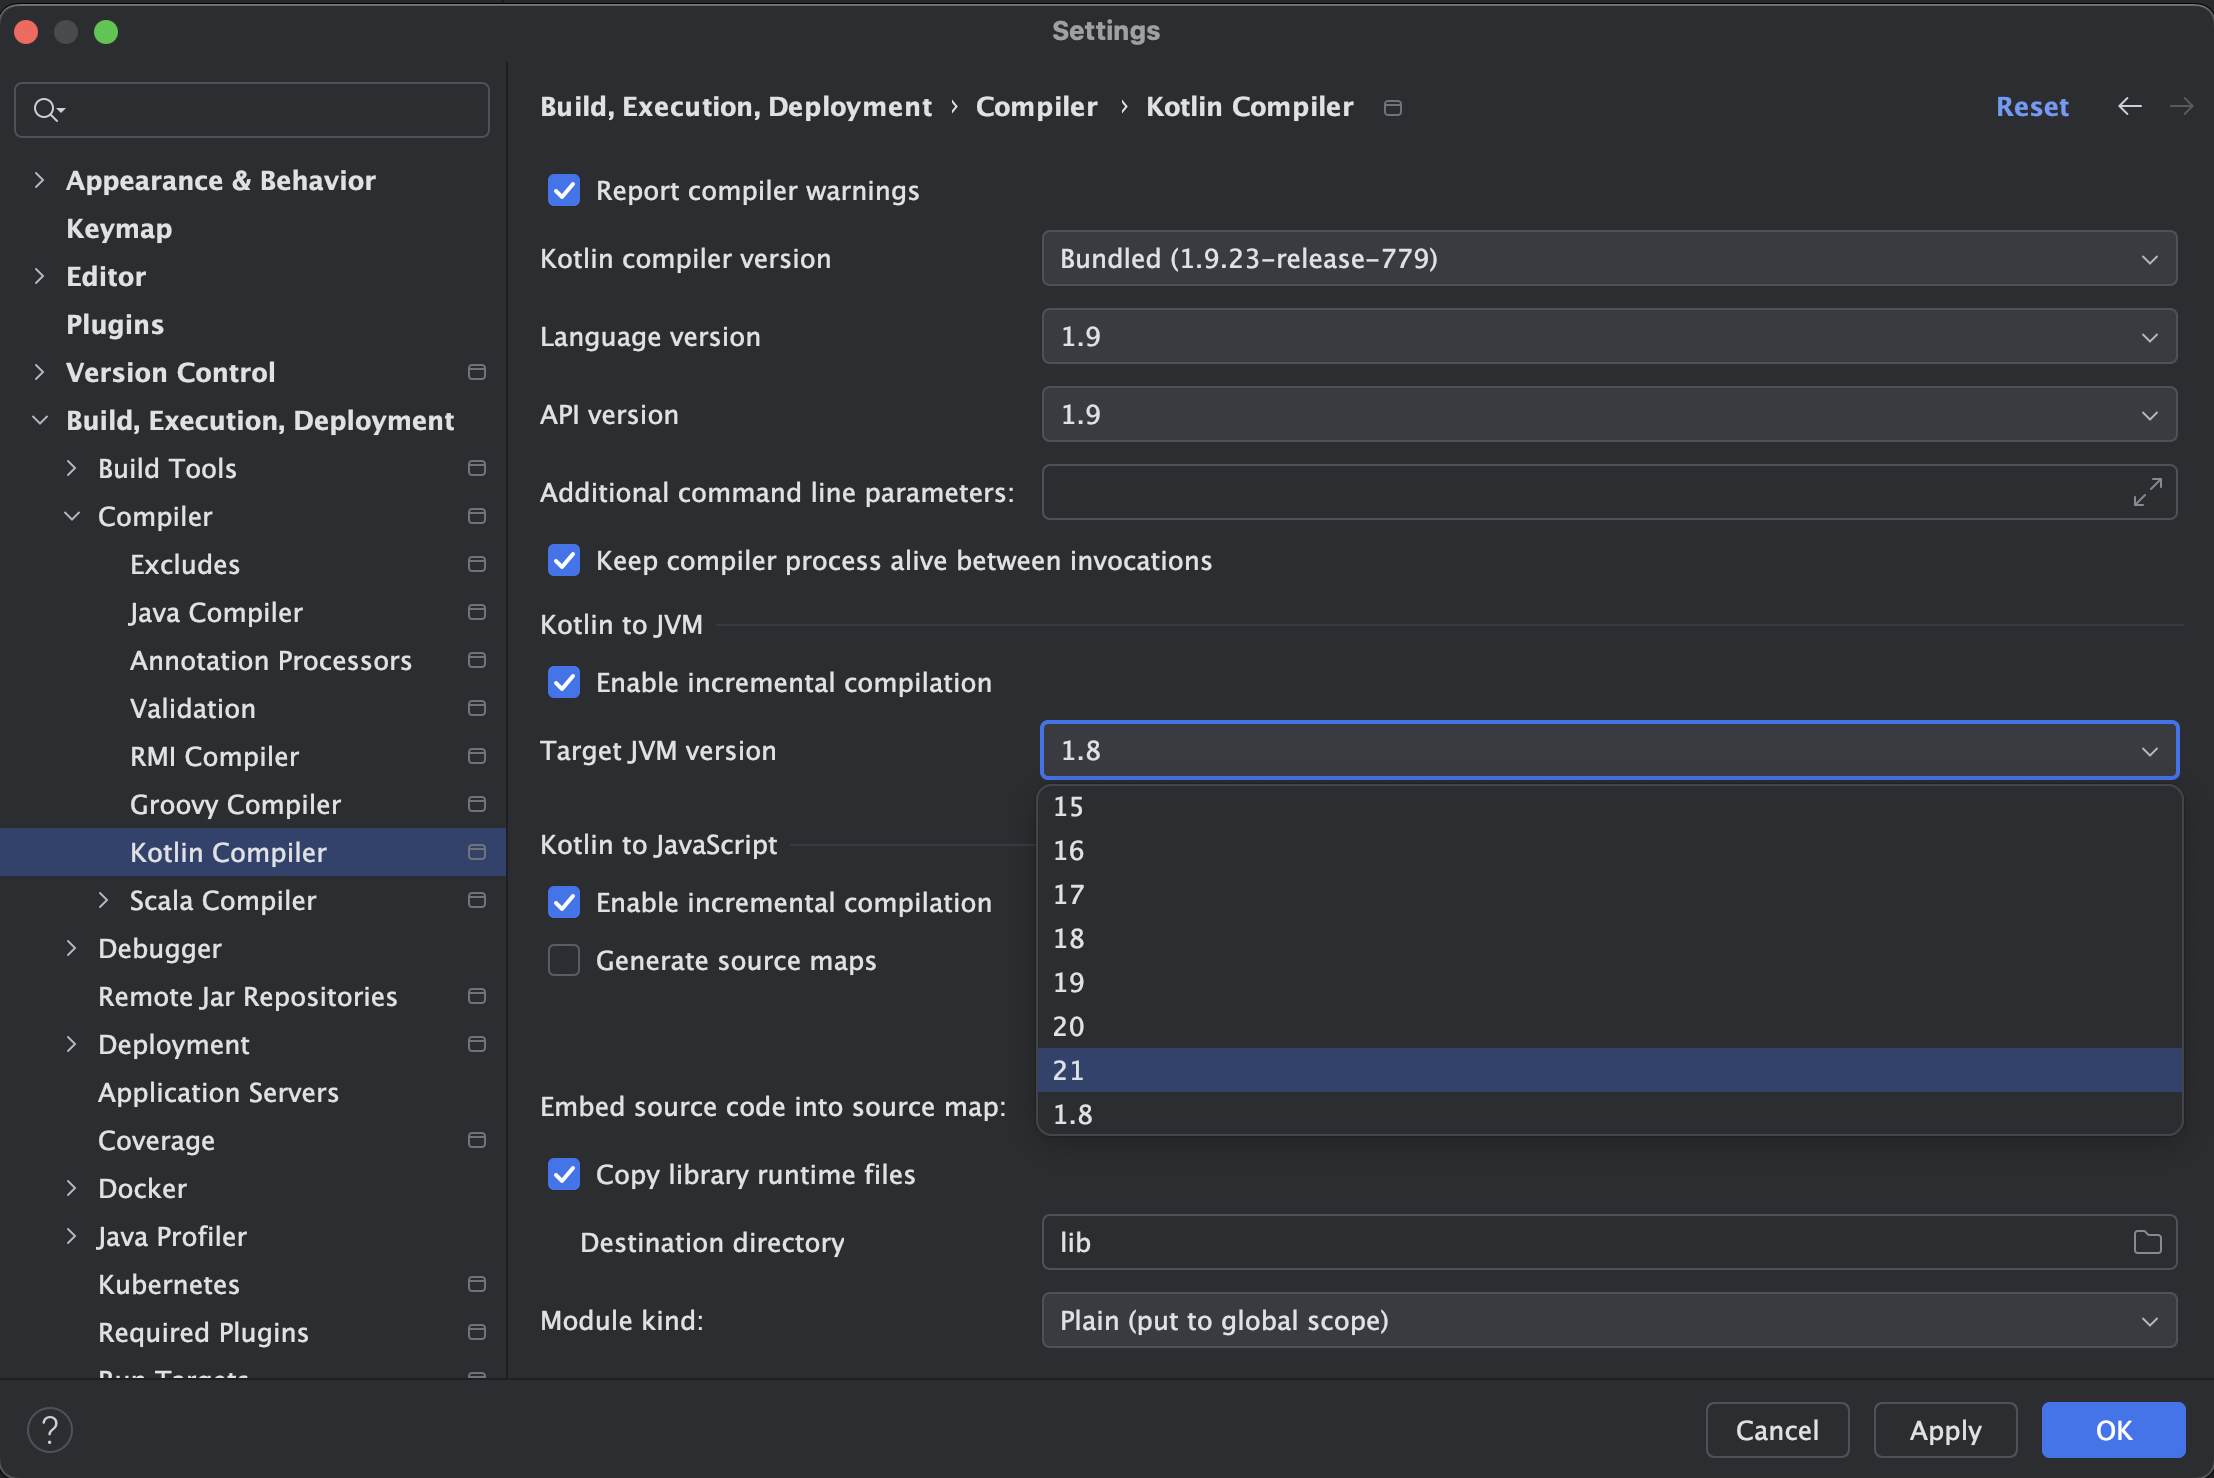 Settings
Appearance & Behavior
Keymap
Editor
Plugins
Version Control
Build, Execution, Deployment
Build Tools
Compiler
Excludes
Java Compiler
Annotation Processors
Validation
RMI Compiler
Groovy Compiler
Kotlin Compiler
Scala Compiler
Debugger
Remote Jar Repositories
Deployment
Application Servers
Coverage
Docker
Java Profiler
Kubernetes
Required Plugins
Run Targets
Build, Execution, Deployment › Compiler › Kotlin Compiler
Reset
Report compiler warnings
Kotlin compiler version Bundled (1.9.23-release-779)
Language version 1.9
API version 1.9
Additional command line parameters:
Keep compiler process alive between invocations
Kotlin to JVM
Enable incremental compilation
Target JVM version 1.8
15
16
17
18
19
20
21
1.8
Kotlin to JavaScript
Enable incremental compilation
Generate source maps
Embed source code into source map:
Copy library runtime files
Destination directory lib
Module kind: Plain (put to global scope)
?
Cancel
Apply
OK